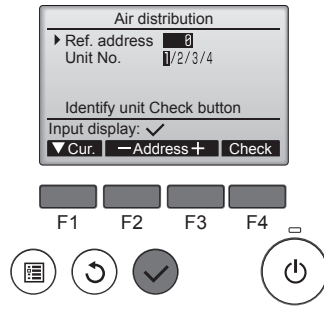 Air distribution
Ref. address 0
Unit No. 1/2/3/4
Identify unit Check button
Input display: ✓
▼ Cur. −Address+ Check
F1 F2 F3 F4